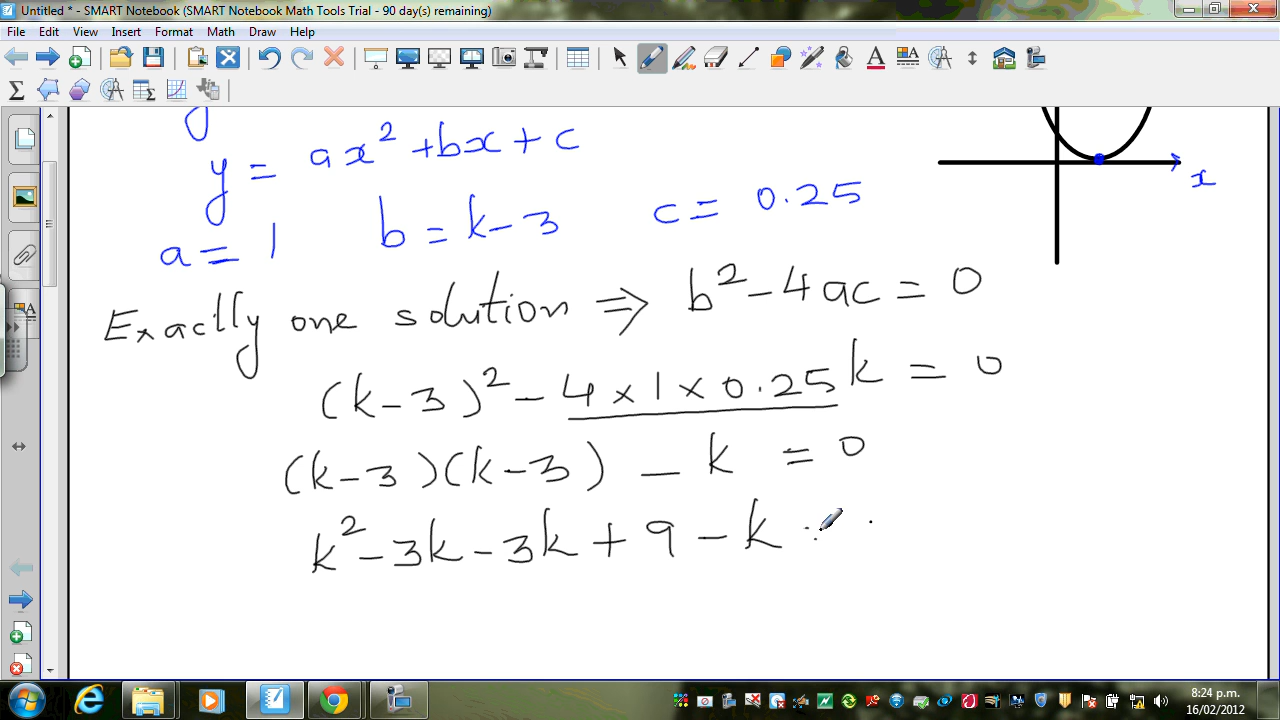 Untitled * - SMART Notebook (SMART Notebook Math Tools Trial - 90 day(s) remaining)
File Edit View Insert Format Math Draw Help
y = ax² + bx + c
x
a = 1 b = k - 3 c = 0.25
Exactly one solution ⇒ b² - 4ac = 0
(k - 3)² - 4 × 1 × 0.25k = 0
(k - 3)(k - 3) - k = 0
k² - 3k - 3k + 9 - k
8:24 p.m.
16/02/2012